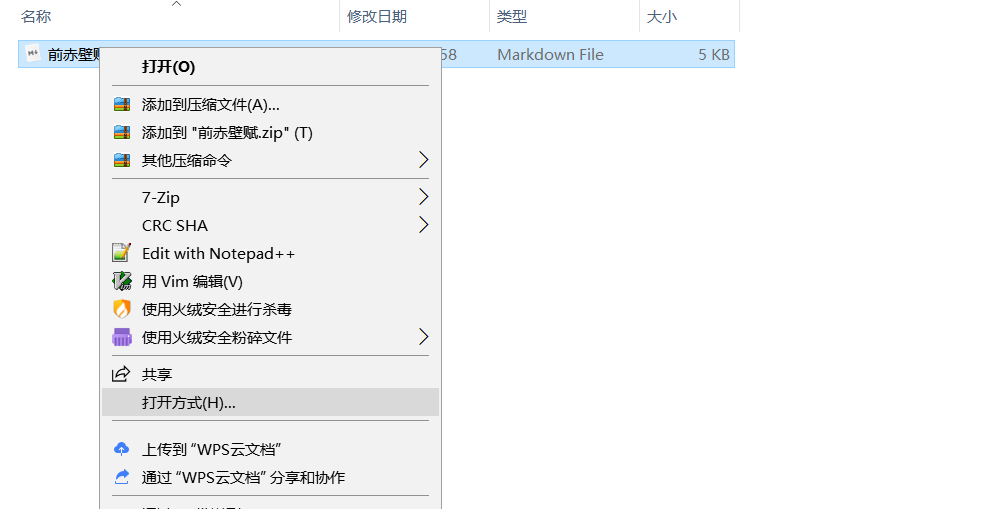 名称 修改日期 类型 大小
前赤壁 58 Markdown File 5 KB
打开(O)
添加到压缩文件(A)...
添加到 "前赤壁赋.zip" (T)
其他压缩命令
7-Zip
CRC SHA
Edit with Notepad++
用 Vim 编辑(V)
使用火绒安全进行杀毒
使用火绒安全粉碎文件
共享
打开方式(H)...
上传到 “WPS云文档”
通过 “WPS云文档” 分享和协作